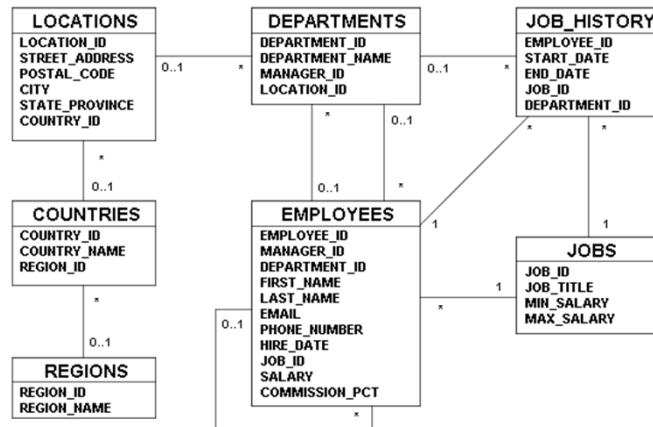 LOCATIONS
LOCATION_ID
STREET_ADDRESS
POSTAL_CODE
CITY
STATE_PROVINCE
COUNTRY_ID
0..1
*
DEPARTMENTS
DEPARTMENT_ID
DEPARTMENT_NAME
MANAGER_ID
LOCATION_ID
0..1
*
JOB_HISTORY
EMPLOYEE_ID
START_DATE
END_DATE
JOB_ID
DEPARTMENT_ID
*
0..1
*
0..1
0..1
*
*
1
*
1
COUNTRIES
COUNTRY_ID
COUNTRY_NAME
REGION_ID
*
0..1
EMPLOYEES
EMPLOYEE_ID
MANAGER_ID
DEPARTMENT_ID
FIRST_NAME
LAST_NAME
EMAIL
PHONE_NUMBER
HIRE_DATE
JOB_ID
SALARY
COMMISSION_PCT
0..1
*
*
1
JOBS
JOB_ID
JOB_TITLE
MIN_SALARY
MAX_SALARY
REGIONS
REGION_ID
REGION_NAME